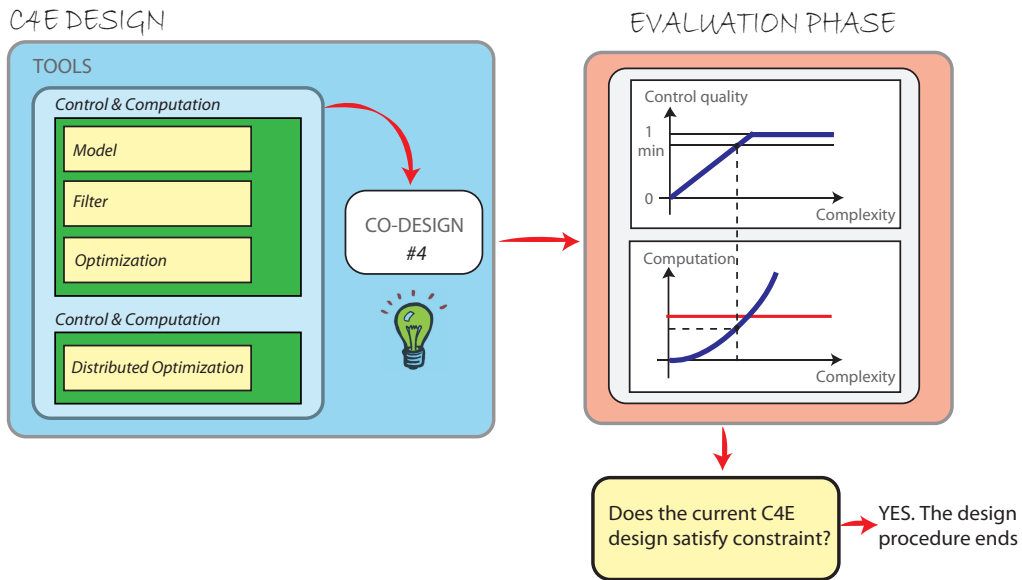 C4E DESIGN
TOOLS
Control & Computation
Model
Filter
Optimization
Control & Computation
Distributed Optimization
CO-DESIGN
#4
EVALUATION PHASE
Control quality
1
min
0
Complexity
Computation
Complexity
Does the current C4E
design satisfy constraint?
YES. The design
procedure ends